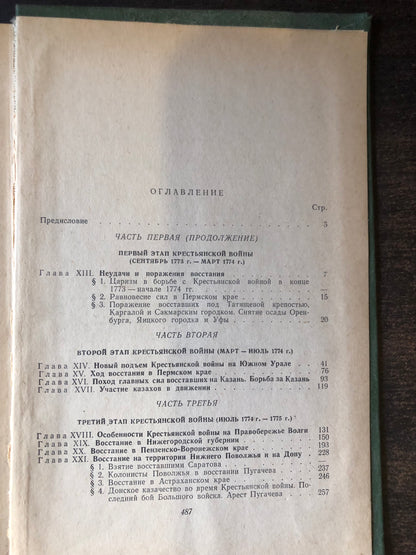 ОГЛАВЛЕНИЕ
Стр.
Предисловие 5
ЧАСТЬ ПЕРВАЯ (ПРОДОЛЖЕНИЕ)
ПЕРВЫЙ ЭТАП КРЕСТЬЯНСКОЙ ВОЙНЫ
(СЕНТЯБРЬ 1773 г. — МАРТ 1774 г.)
Глава XIII. Неудачи и поражения восстания 7
§ 1. Царизм в борьбе с Крестьянской войной в конце
1773 — начале 1774 гг.
§ 2. Равновесие сил в Пермском крае 15
§ 3. Поражение восставших под Татищевой крепостью,
Каргалой и Сакмарским городком. Снятие осады Орен-
бурга, Яицкого городка и Уфы 20
ЧАСТЬ ВТОРАЯ
ВТОРОЙ ЭТАП КРЕСТЬЯНСКОЙ ВОЙНЫ (МАРТ — ИЮЛЬ 1774 г.)
Глава XIV. Новый подъем Крестьянской войны на Южном Урале 41
Глава XV. Ход восстания в Пермском крае 76
Глава XVI. Поход главных сил восставших на Казань. Борьба за Казань 93
Глава XVII. Участие казахов в движении 119
ЧАСТЬ ТРЕТЬЯ
ТРЕТИЙ ЭТАП КРЕСТЬЯНСКОЙ ВОЙНЫ (ИЮЛЬ 1774 г. — 1775 г.)
Глава XVIII. Особенности Крестьянской войны на Правобережье Волги 131
Глава XIX. Восстание в Нижегородской губернии 150
Глава XX. Восстание в Пензенско-Воронежском крае 193
Глава XXI. Восстание на территории Нижнего Поволжья и на Дону 228
§ 1. Взятие восставшими Саратова
§ 2. Колонисты Поволжья в восстании Пугачева 237
§ 3. Восстание в Астраханском крае 246
§ 4. Донское казачество во время Крестьянской войны. По-
следний бой Большого войска. Арест Пугачева 257
487